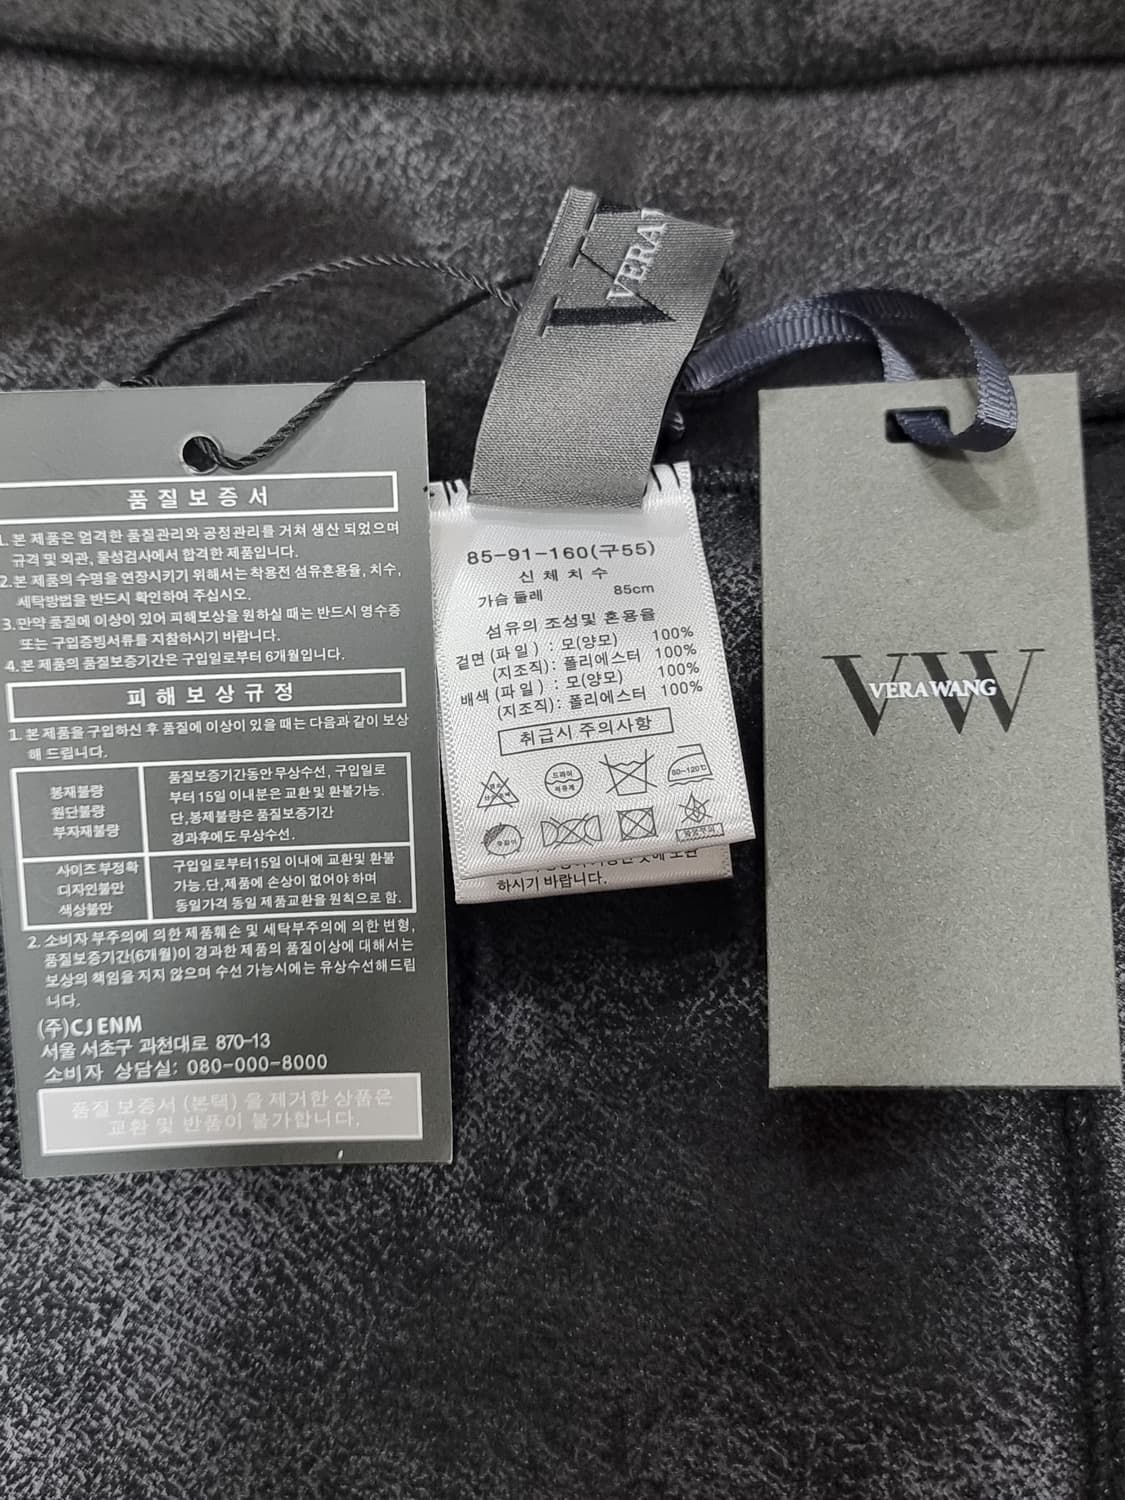 VERA
품질보증서
1. 본 제품은 엄격한 품질관리와 공정관리를 거쳐 생산 되었으며
규격 및 외관, 물성검사에서 합격한 제품입니다.
2. 본 제품의 수명을 연장시키기 위해서는 착용전 섬유혼용율, 치수,
세탁방법을 반드시 확인하여 주십시오.
3. 만약 품질에 이상이 있어 피해보상을 원하실 때는 반드시 영수증
또는 구입증빙서류를 지참하시기 바랍니다.
4. 본 제품의 품질보증기간은 구입일로부터 6개월입니다.
피해보상규정
1. 본 제품을 구입하신 후 품질에 이상이 있을 때는 다음과 같이 보상
해 드립니다.
봉재불량
원단불량
부자재불량
품질보증기간동안 무상수선, 구입일로
부터 15일 이내분은 교환 및 환불가능.
단,봉제불량은 품질보증기간
경과후에도 무상수선.
사이즈 부정확
디자인불만
색상불만
구입일로부터15일 이내에 교환및 환불
가능.단,제품에 손상이 없어야 하며
동일가격 동일 제품교환을 원칙으로 함.
2. 소비자 부주의에 의한 제품훼손 및 세탁부주의에 의한 변형,
품질보증기간(6개월)이 경과한 제품의 품질이상에 대해서는
보상의 책임을 지지 않으며 수선 가능시에는 유상수선해드립
니다.
(주)CJ ENM
서울 서초구 과천대로 870-13
소비자 상담실: 080-000-8000
품질 보증서 (본택) 을 제거한 상품은
교환 및 반품이 불가합니다.
85-91-160(구55)
신체치수
가슴둘레 85cm
섬유의 조성및 혼용율
겉면 (파일) : 모(양모) 100%
(지조직): 폴리에스터 100%
배색 (파일) : 모(양모) 100%
(지조직): 폴리에스터 100%
취급시 주의사항
드라이
80~120℃
하시기 바랍니다.
VW
VERA WANG